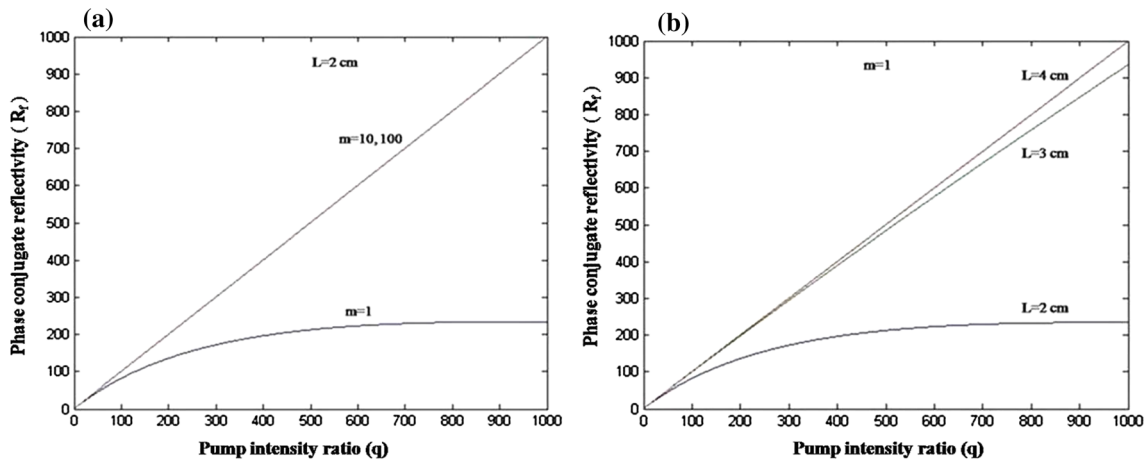 (a)
1000
900
800
700
600
500
400
300
200
100
0
L=2 cm
m=10, 100
m=1
0 100 200 300 400 500 600 700 800 900 1000
Phase conjugate reflectivity ( R_f)
Pump intensity ratio (q)
(b)
1000
900
800
700
600
500
400
300
200
100
0
m=1
L=4 cm
L=3 cm
L=2 cm
0 100 200 300 400 500 600 700 800 900 1000
Phase conjugate reflectivity ( R_f)
Pump intensity ratio (q)